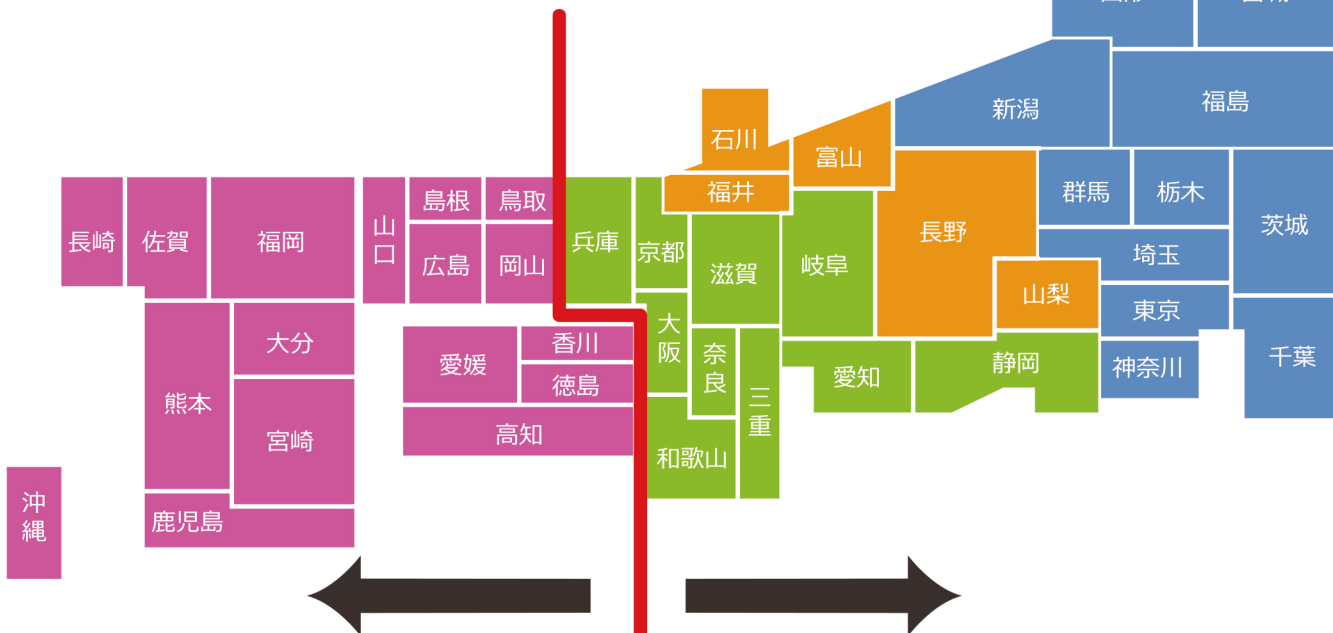 山形
宮城
新潟
福島
石川
富山
福井
長野
群馬
栃木
茨城
埼玉
山梨
東京
千葉
神奈川
長崎
佐賀
福岡
山口
島根
鳥取
広島
岡山
兵庫
京都
滋賀
岐阜
大阪
奈良
三重
愛知
静岡
和歌山
香川
愛媛
徳島
高知
大分
熊本
宮崎
鹿児島
沖縄